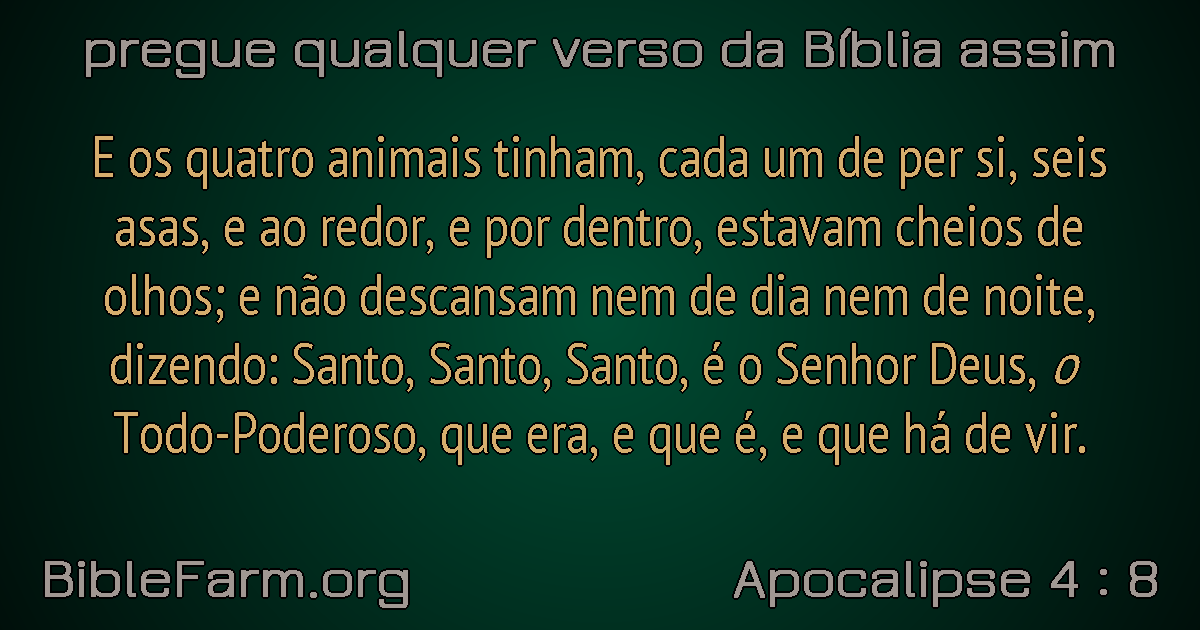 pregue qualquer verso da Bíblia assim
E os quatro animais tinham, cada um de per si, seis
asas, e ao redor, e por dentro, estavam cheios de
olhos; e não descansam nem de dia nem de noite,
dizendo: Santo, Santo, Santo, é o Senhor Deus, o
Todo-Poderoso, que era, e que é, e que há de vir.
BibleFarm.org
Apocalipse 4 : 8